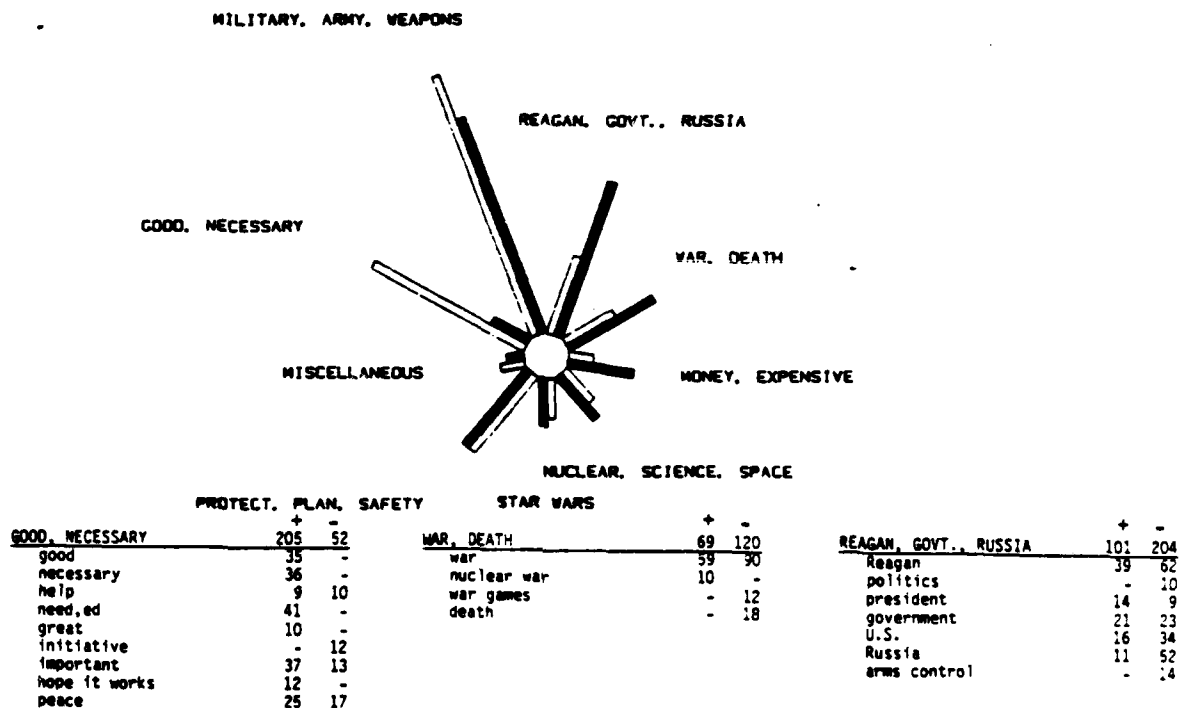 MILITARY. ARMY. WEAPONS
REAGAN. GOVT.. RUSSIA
GOOD. NECESSARY
WAR. DEATH
MISCELLANEOUS
MONEY. EXPENSIVE
NUCLEAR. SCIENCE. SPACE
PROTECT. PLAN. SAFETY
STAR WARS
+ -
GOOD, NECESSARY 205 52
good 35 -
necessary 36 -
help 9 10
need,ed 41 -
great 10 -
initiative - 12
important 37 13
hope it works 12 -
peace 25 17
+ -
WAR, DEATH 69 120
war 59 90
nuclear war 10 -
war games - 12
death - 18
+ -
REAGAN, GOVT., RUSSIA 101 204
Reagan 39 62
politics - 10
president 14 9
government 21 23
U.S. 16 34
Russia 11 52
arms control - 14